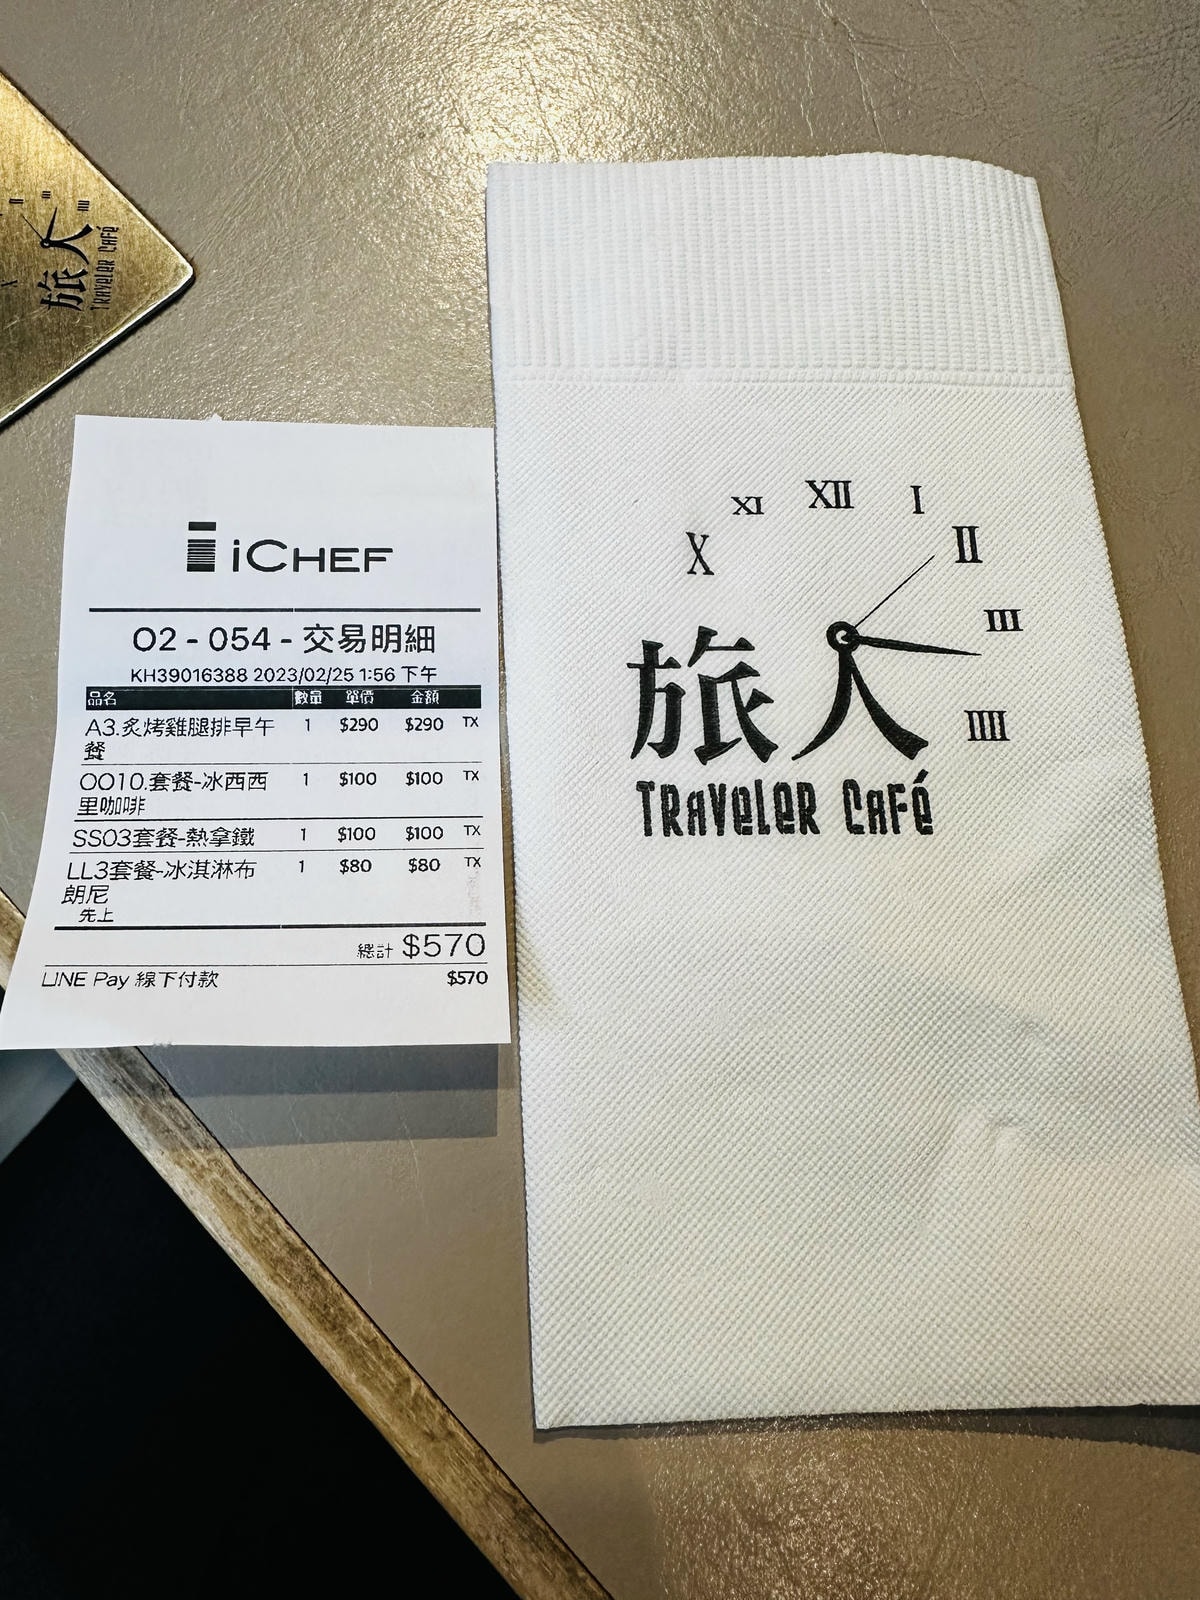 旅人
TRAVELER CAFÉ
X
iCHEF
O2 - 054 - 交易明細
KH39016388 2023/02/25 1:56 下午
品名 數量 單價 金額
A3.炙烤雞腿排早午 1 $290 $290 TX
餐
OO10.套餐-冰西西 1 $100 $100 TX
里咖啡
SS03套餐-熱拿鐵 1 $100 $100 TX
LL3套餐-冰淇淋布 1 $80 $80 TX
朗尼
先上
總計 $570
LINE Pay 線下付款 $570
X XI XII I II III IIII
旅人
TRAVELER CAFÉ